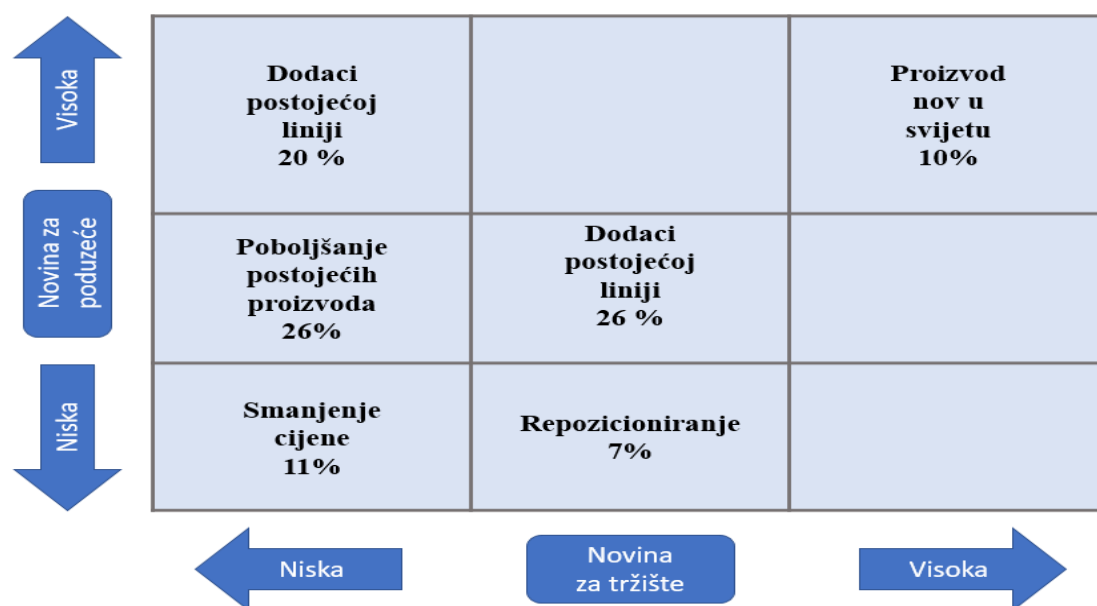 Visoka
Dodaci
postojećoj
liniji
20 %
Proizvod
nov u
svijetu
10%
Novina za
poduzeće
Poboljšanje
postojećih
proizvoda
26%
Dodaci
postojećoj
liniji
26 %
Niska
Smanjenje
cijene
11%
Repozicioniranje
7%
Niska
Novina
za tržište
Visoka